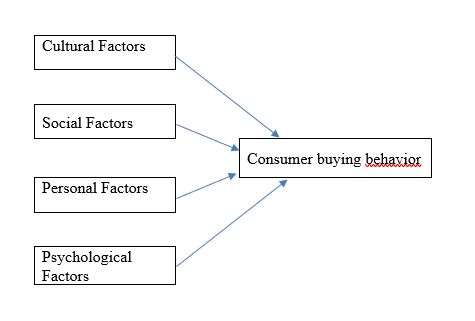 Cultural Factors
Social Factors
Consumer buying behavior
Personal Factors
Psychological
Factors